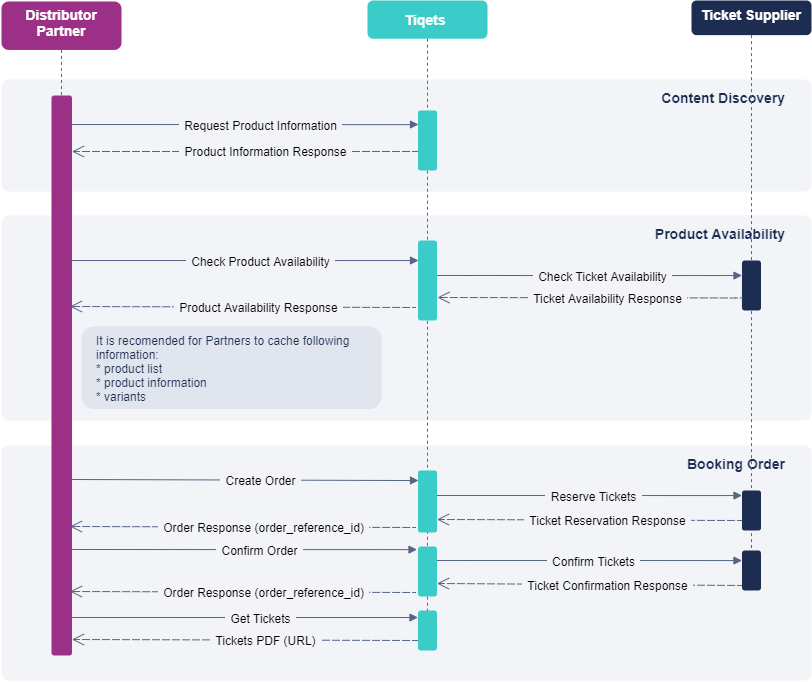 Distributor
Partner
Tiqets
Ticket Supplier
Content Discovery
Request Product Information
Product Information Response
Product Availability
Check Product Availability
Check Ticket Availability
Ticket Availability Response
Product Availability Response
It is recomended for Partners to cache following
information:
* product list
* product information
* variants
Booking Order
Create Order
Reserve Tickets
Ticket Reservation Response
Order Response (order_reference_id)
Confirm Order
Confirm Tickets
Ticket Confirmation Response
Order Response (order_reference_id)
Get Tickets
Tickets PDF (URL)